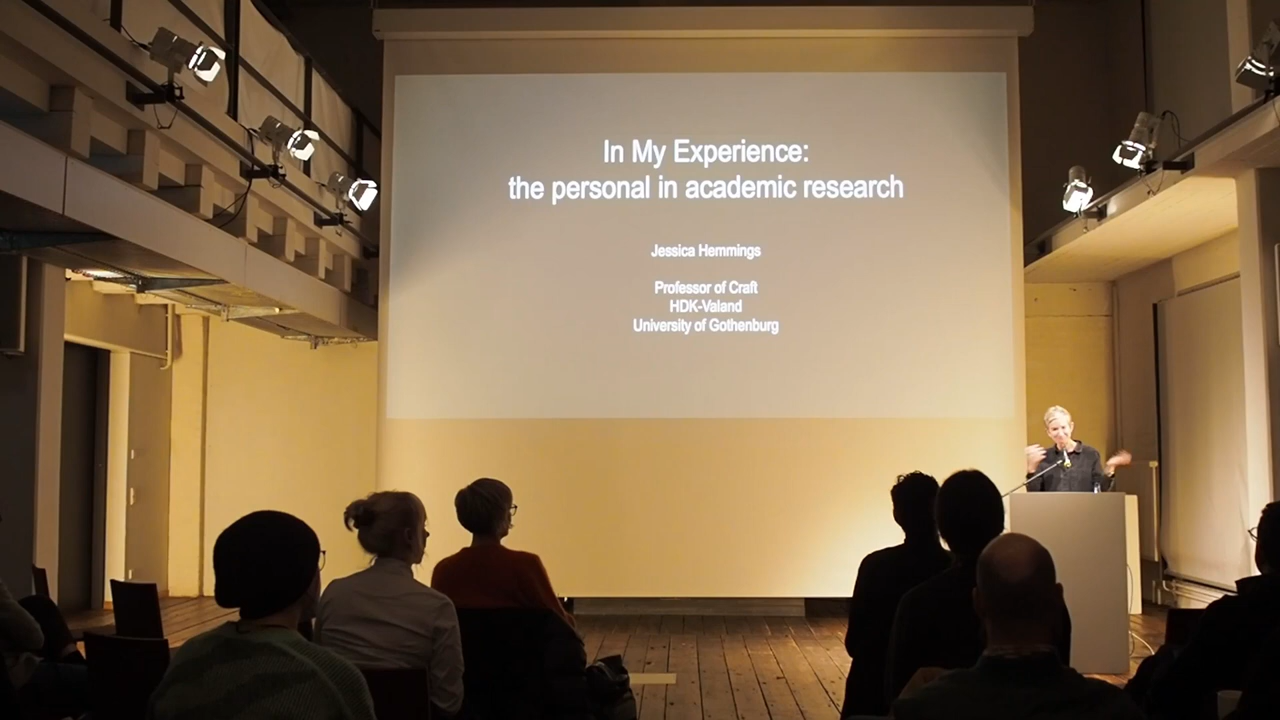 In My Experience:
the personal in academic research
Jessica Hemmings
Professor of Craft
HDK-Valand
University of Gothenburg